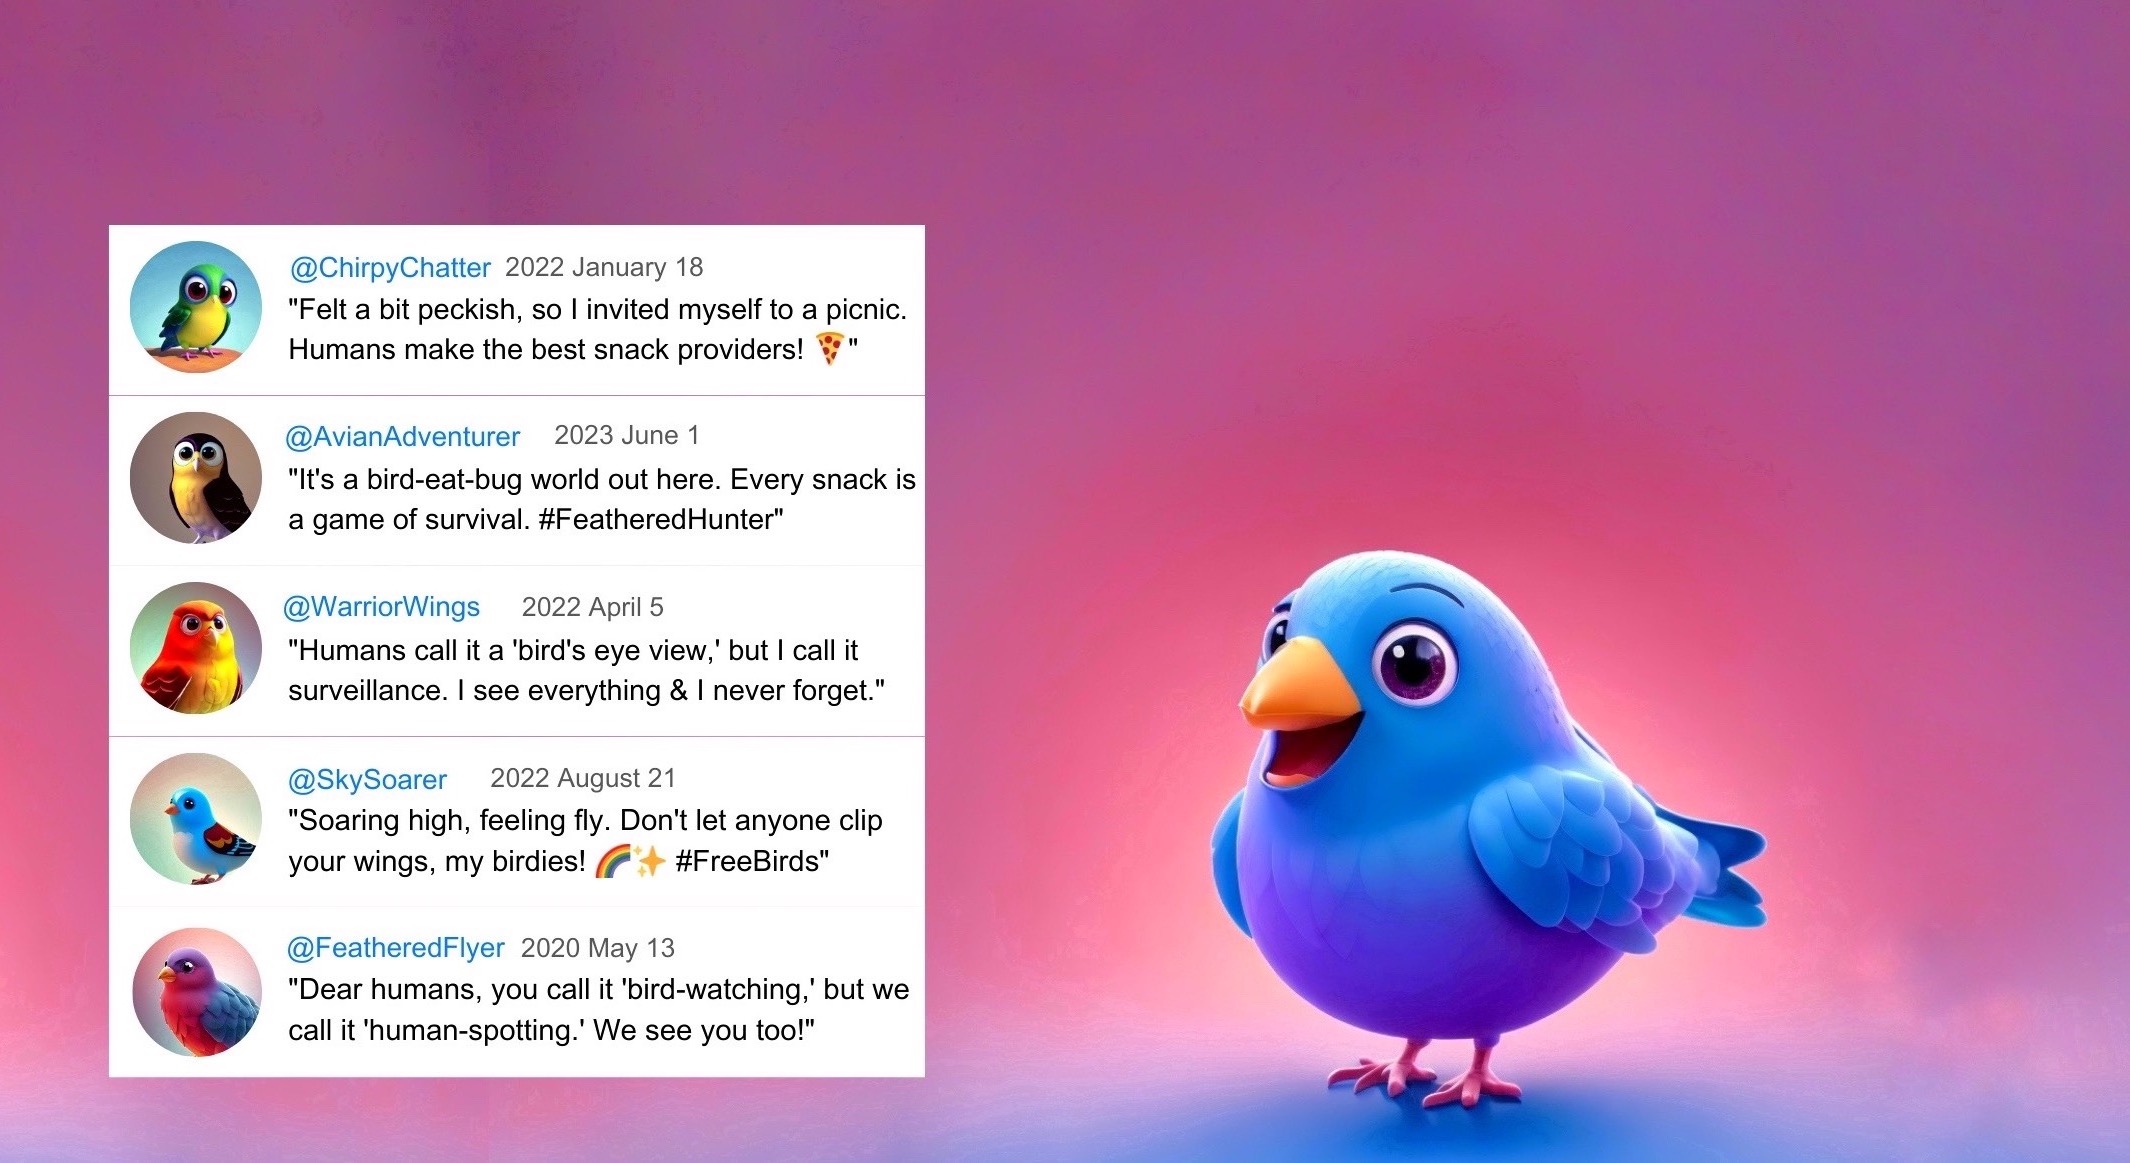 @ChirpyChatter 2022 January 18
"Felt a bit peckish, so I invited myself to a picnic.
Humans make the best snack providers! 🍕"
@AvianAdventurer 2023 June 1
"It's a bird-eat-bug world out here. Every snack is
a game of survival. #FeatheredHunter"
@WarriorWings 2022 April 5
"Humans call it a 'bird's eye view,' but I call it
surveillance. I see everything & I never forget."
@SkySoarer 2022 August 21
"Soaring high, feeling fly. Don't let anyone clip
your wings, my birdies! 🌈✨ #FreeBirds"
@FeatheredFlyer 2020 May 13
"Dear humans, you call it 'bird-watching,' but we
call it 'human-spotting.' We see you too!"